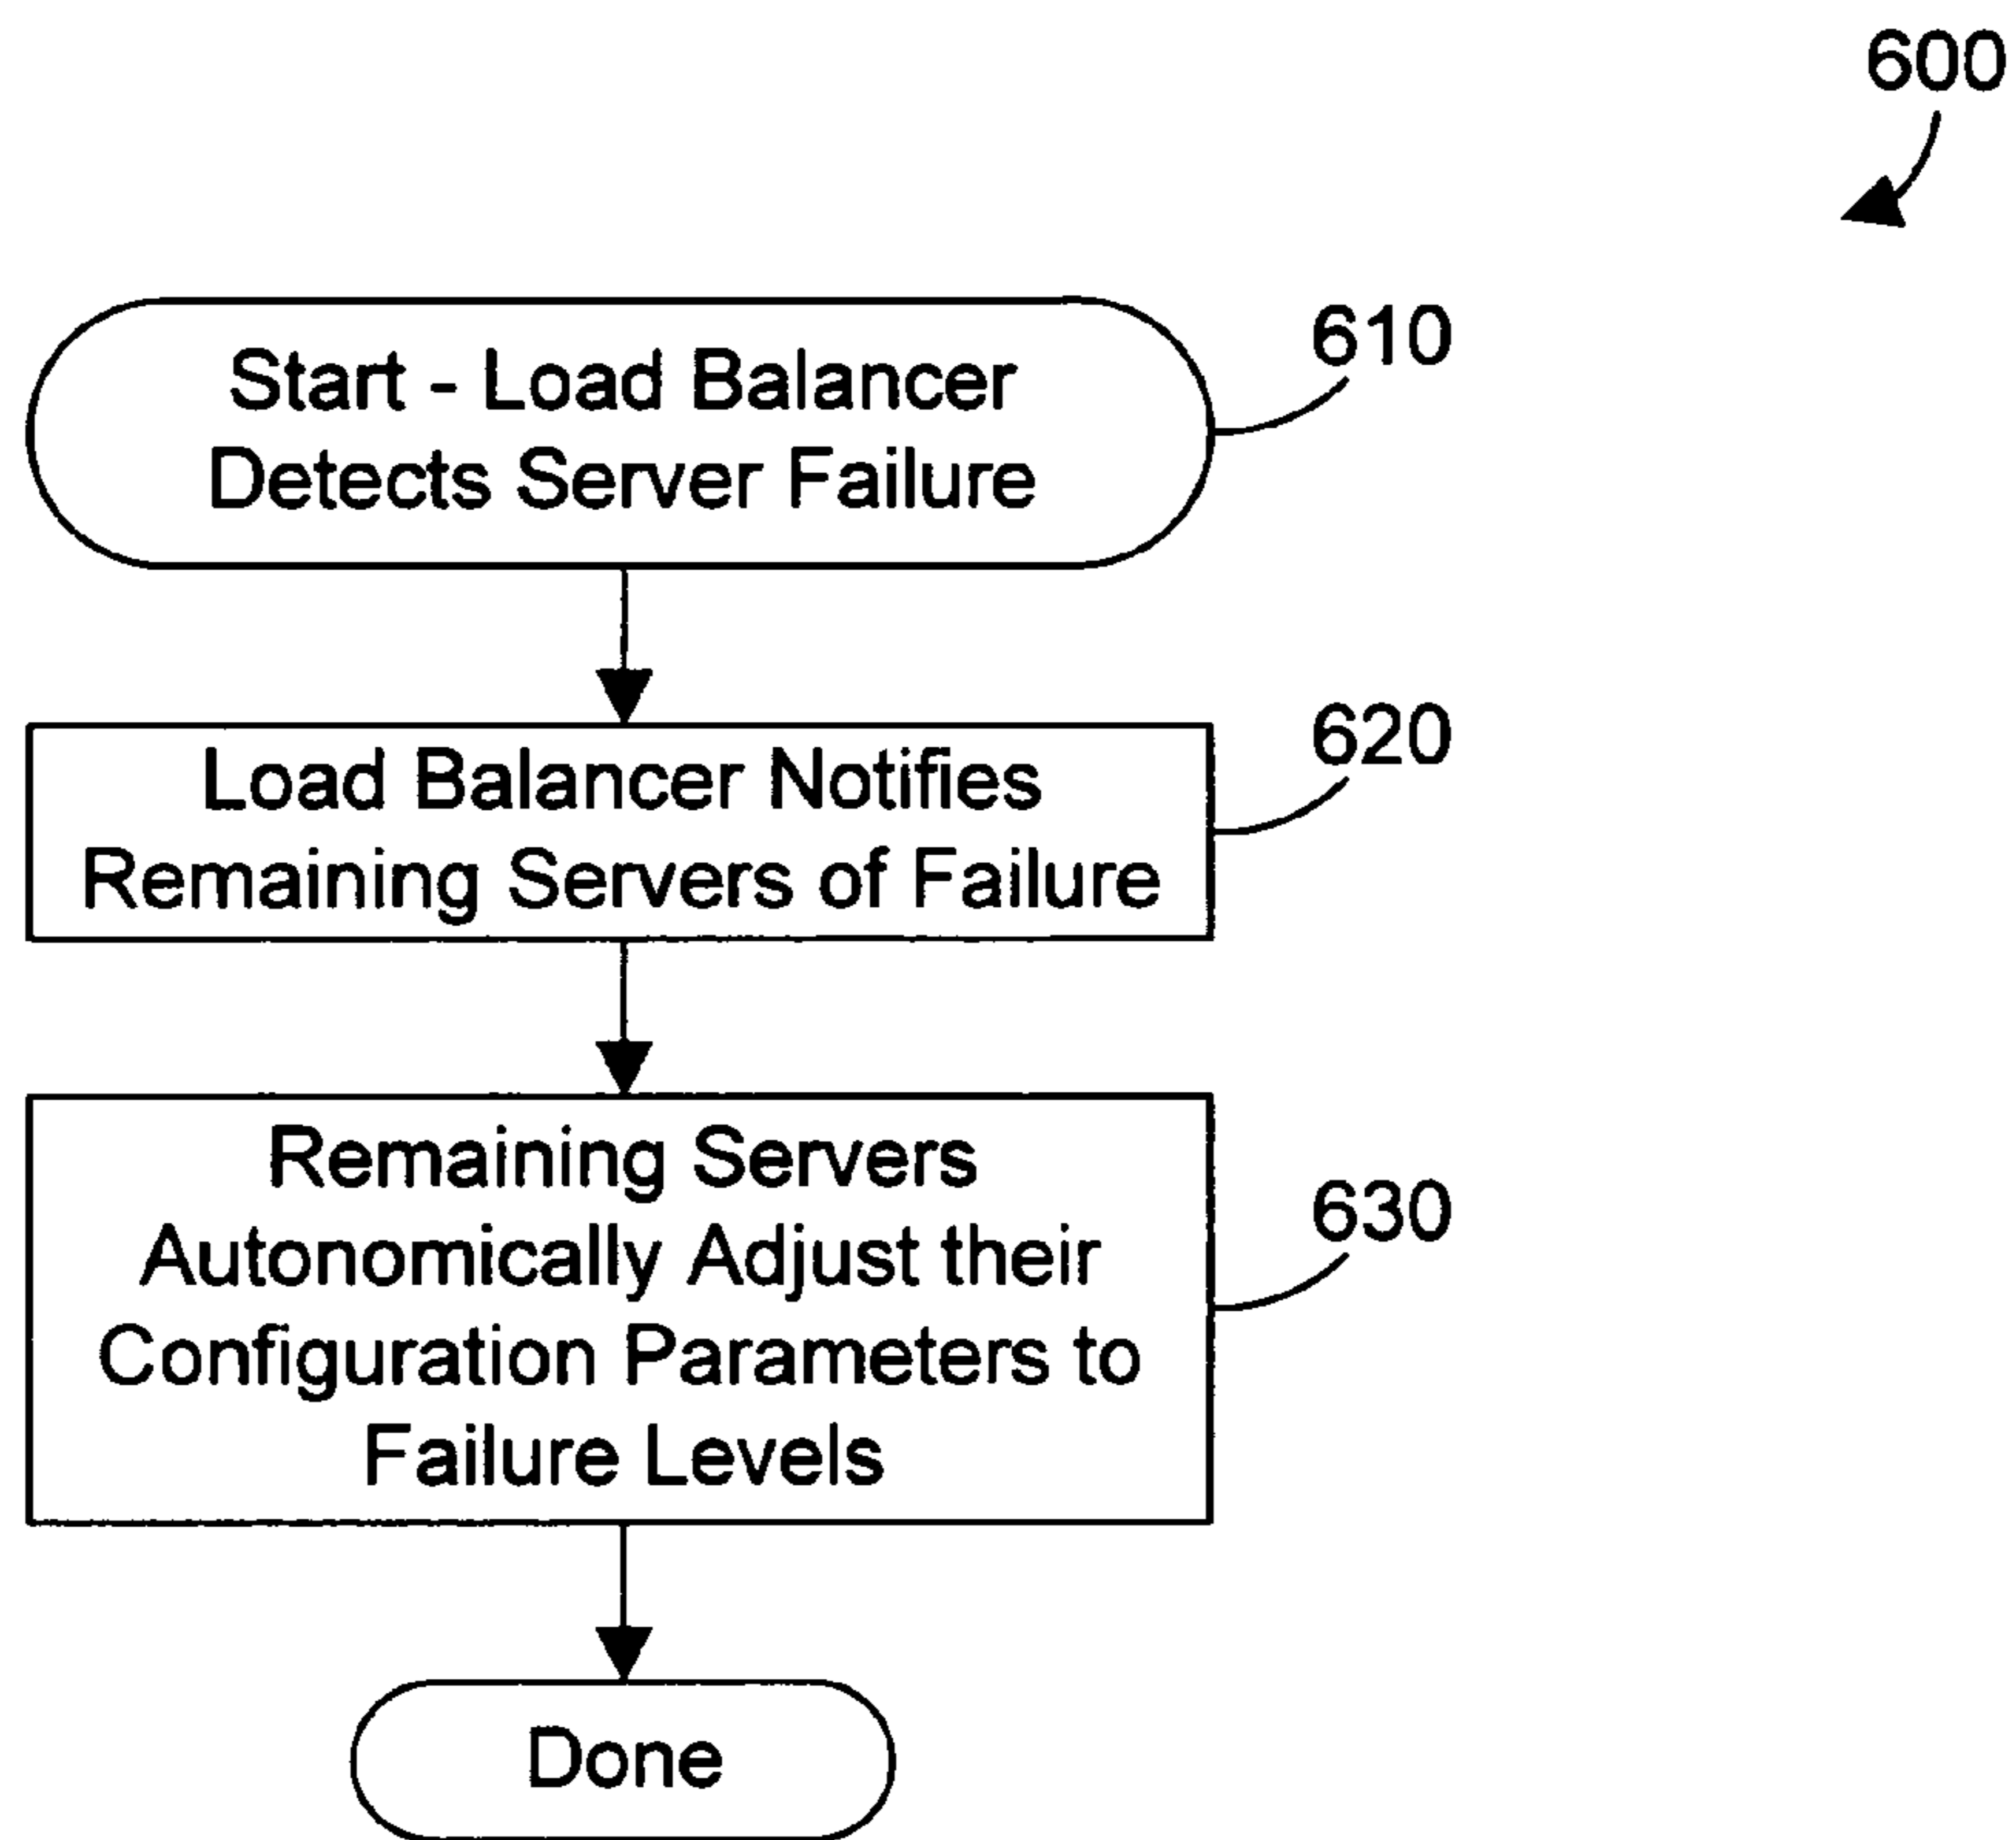 600
Start - Load Balancer
Detects Server Failure
610
Load Balancer Notifies
Remaining Servers of Failure
620
Remaining Servers
Autonomically Adjust their
Configuration Parameters to
Failure Levels
630
Done